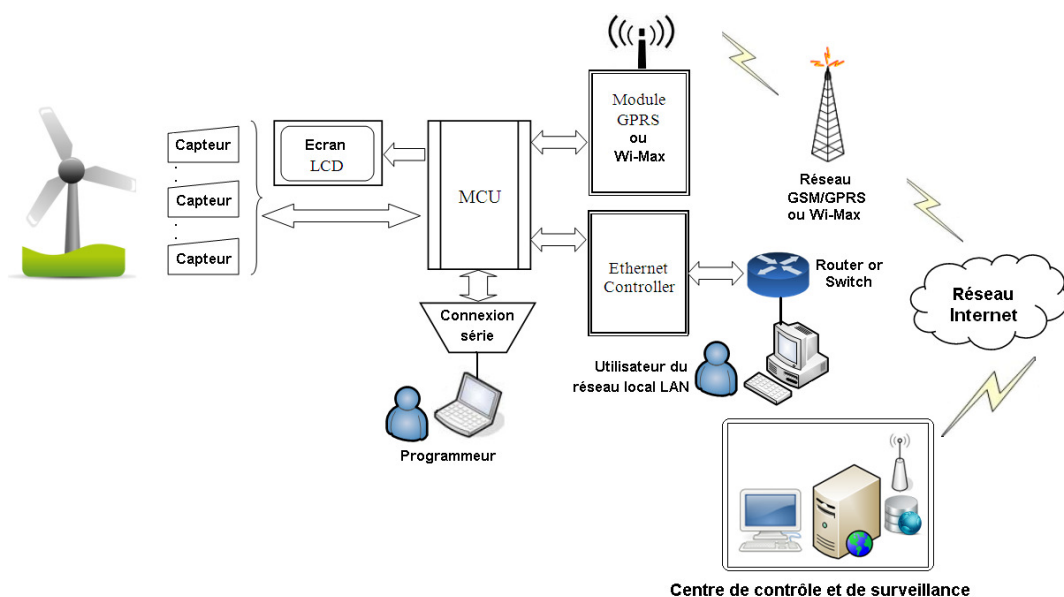 Module
GPRS
ou
Wi-Max
Capteur
Ecran
LCD
Capteur
MCU
Réseau
GSM/GPRS
ou Wi-Max
Capteur
Ethernet
Controller
Router or
Switch
Réseau
Internet
Connexion
série
Utilisateur du
réseau local LAN
Programmeur
Centre de contrôle et de surveillance